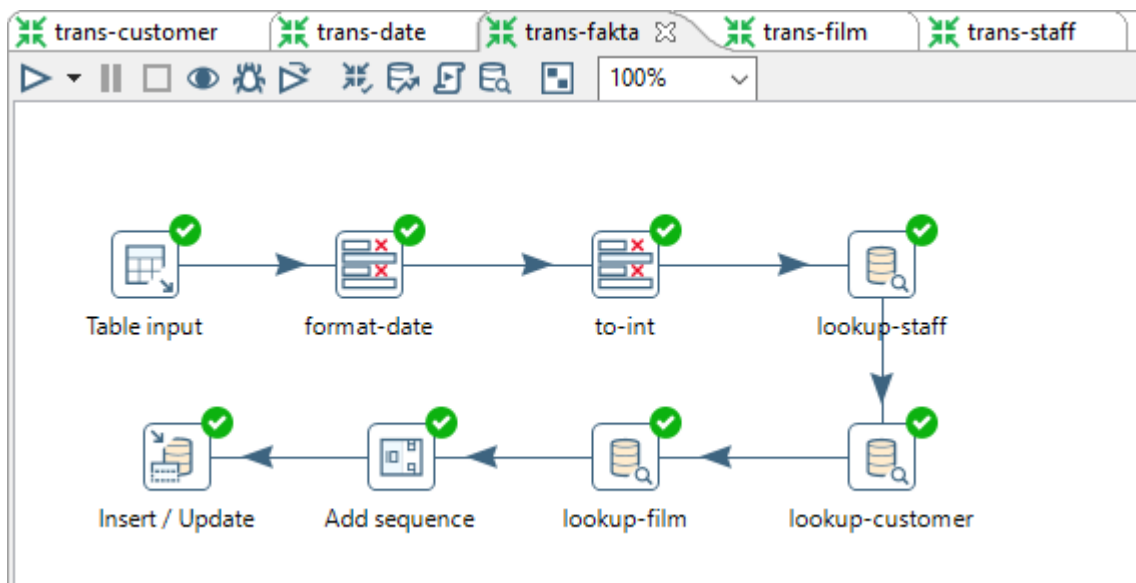 trans-customer
trans-date
trans-fakta
trans-film
trans-staff
100%
Table input
format-date
to-int
lookup-staff
Insert / Update
Add sequence
lookup-film
lookup-customer